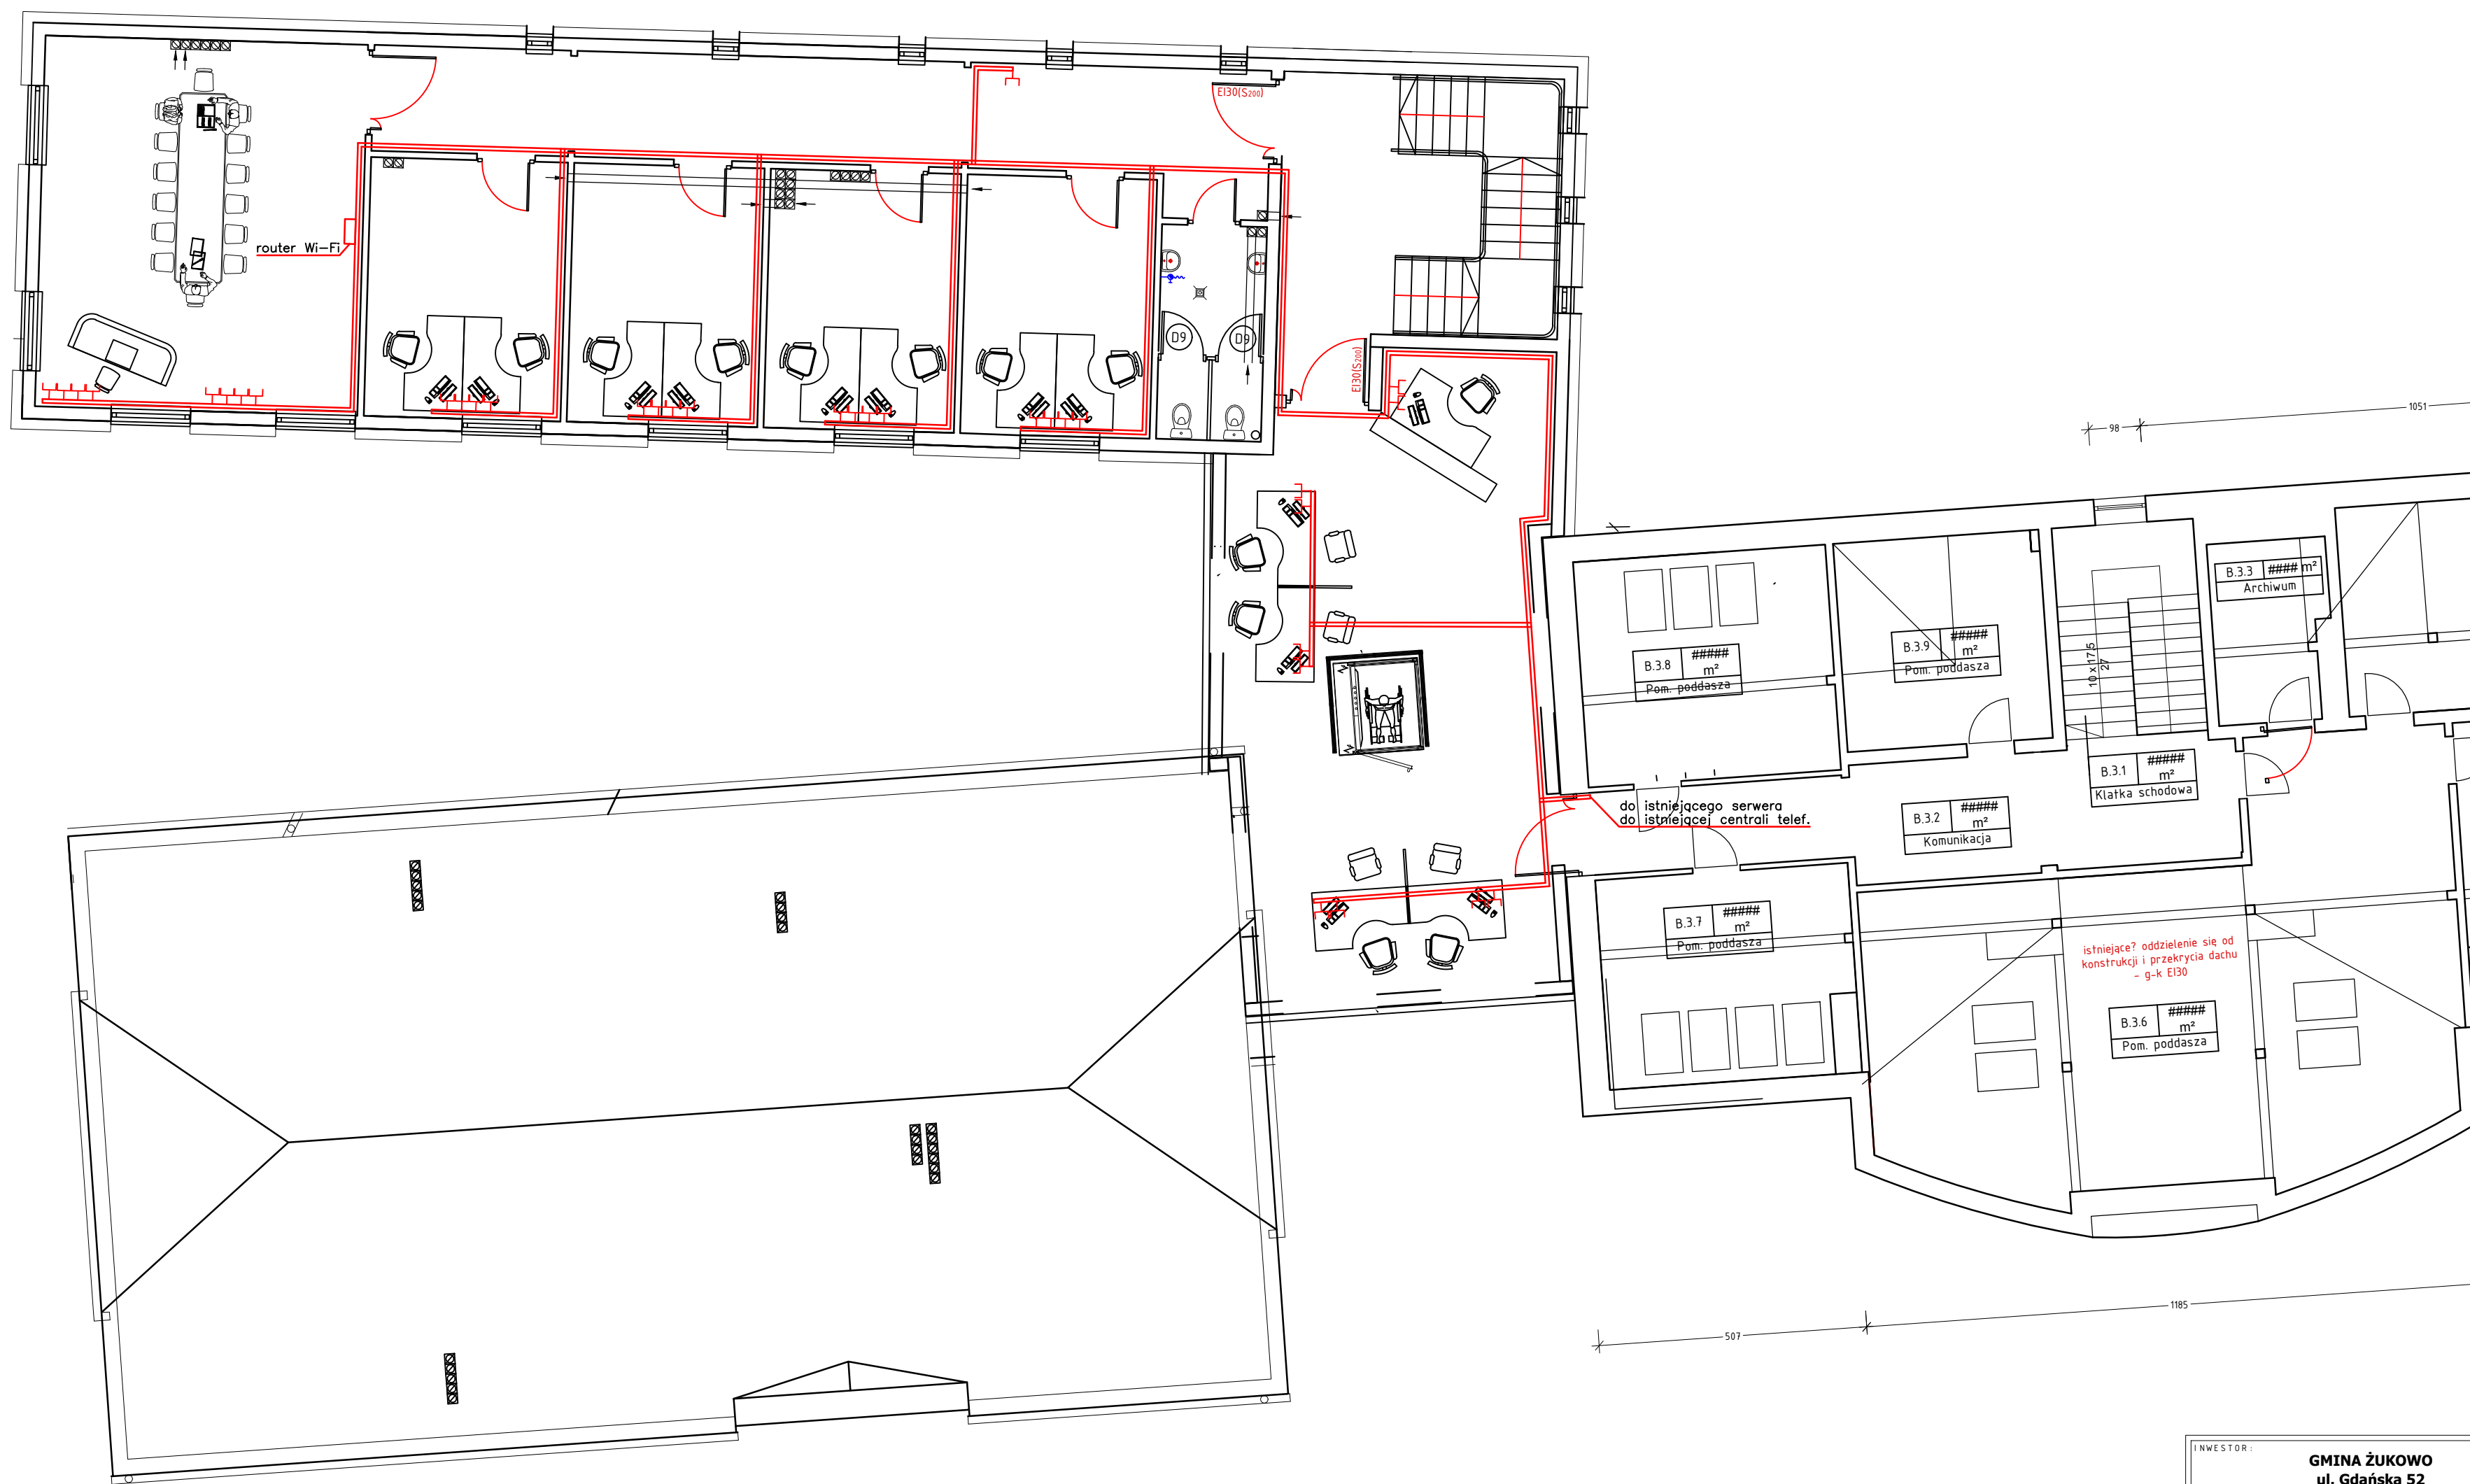 EI30(S200)
router Wi-Fi
D9
D9
EI30(S200)
1051
98
B.3.3 #### m²
Archiwum
B.3.8 ##### m²
Pom. poddasza
B.3.9 ##### m²
Pom. poddasza
10 x 17,5
27
B.3.1 ##### m²
Klatka schodowa
do istniejącego serwera
do istniejącej centrali telef.
B.3.2 ##### m²
Komunikacja
B.3.7 ##### m²
Pom. poddasza
istniejące? oddzielenie się od
konstrukcji i przekrycia dachu
- g-k EI30
B.3.6 ##### m²
Pom. poddasza
1185
507
INWESTOR:
GMINA ŻUKOWO
ul. Gdańska 52